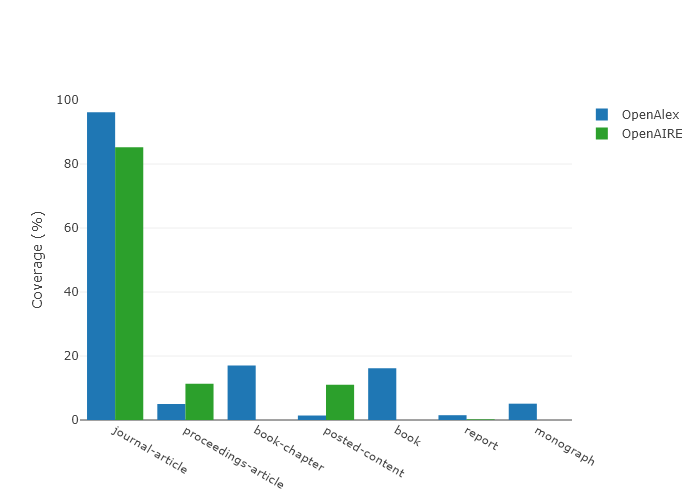 100
80
60
40
20
0
Coverage (%)
journal-article
proceedings-article
book-chapter
posted-content
book
report
monograph
OpenAlex
OpenAIRE